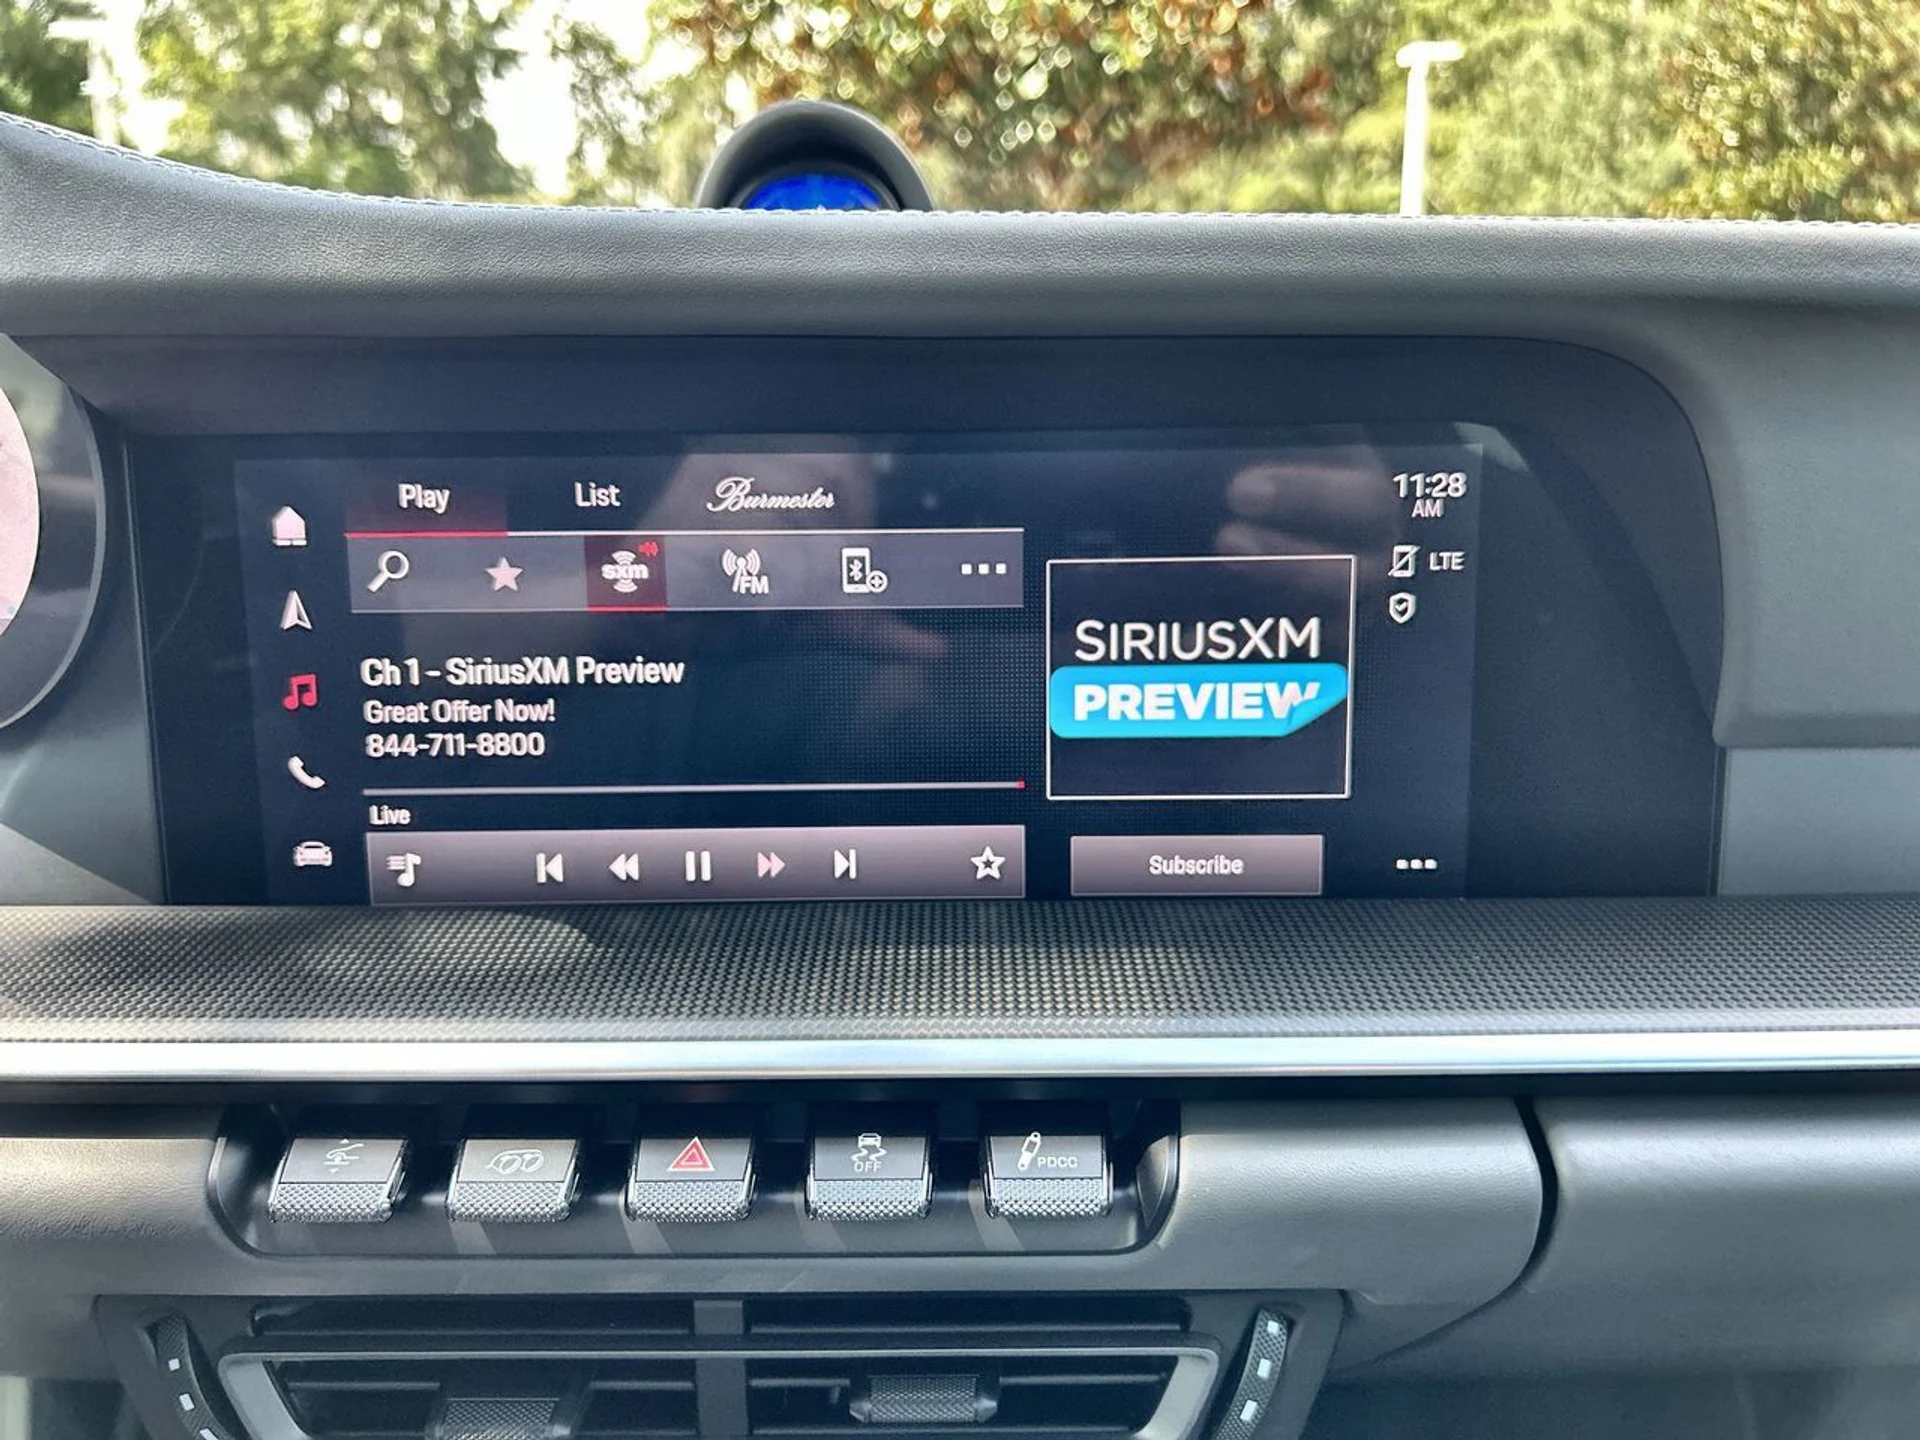 Play List Burmester
11:28
AM
sxm FM
LTE
Ch 1 - SiriusXM Preview
Great Offer Now!
844-711-8800
SIRIUSXM
PREVIEW
Live
Subscribe
OFF
PDCC